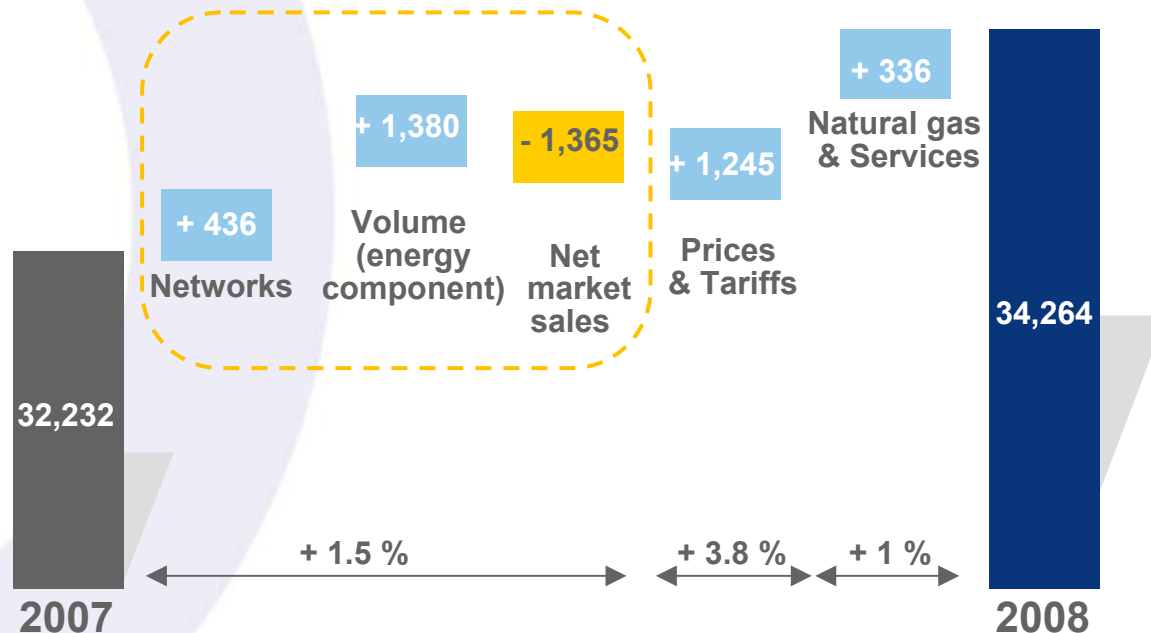 + 336
Natural gas
& Services
+ 1,380
- 1,365
+ 1,245
+ 436
Networks
Volume
(energy
component)
Net
market
sales
Prices
& Tariffs
32,232
34,264
+ 1.5 %
+ 3.8 %
+ 1 %
2007
2008